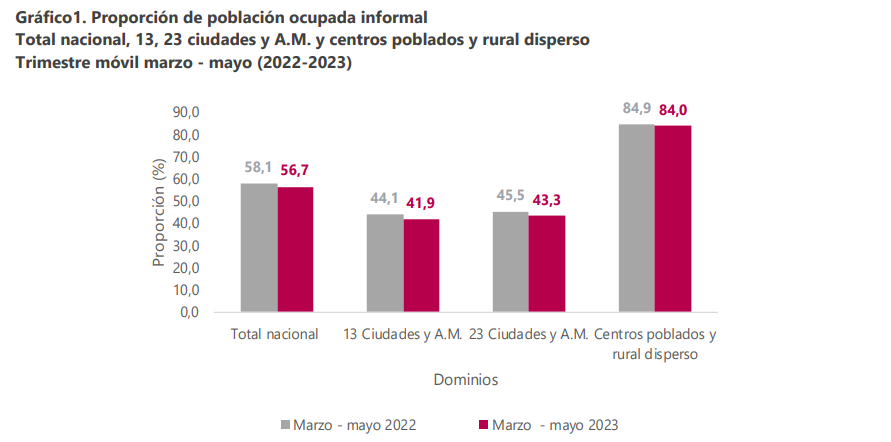 Gráfico1. Proporción de población ocupada informal
Total nacional, 13, 23 ciudades y A.M. y centros poblados y rural disperso
Trimestre móvil marzo - mayo (2022-2023)
84,9 84,0
90,0
80,0
70,0
58,1 56,7
60,0
45,5 43,3
44,1 41,9
50,0
40,0
30,0
20,0
10,0
0,0
Proporción (%)
Total nacional 13 Ciudades y A.M. 23 Ciudades y A.M. Centros poblados y
rural disperso
Dominios
Marzo - mayo 2022 Marzo - mayo 2023